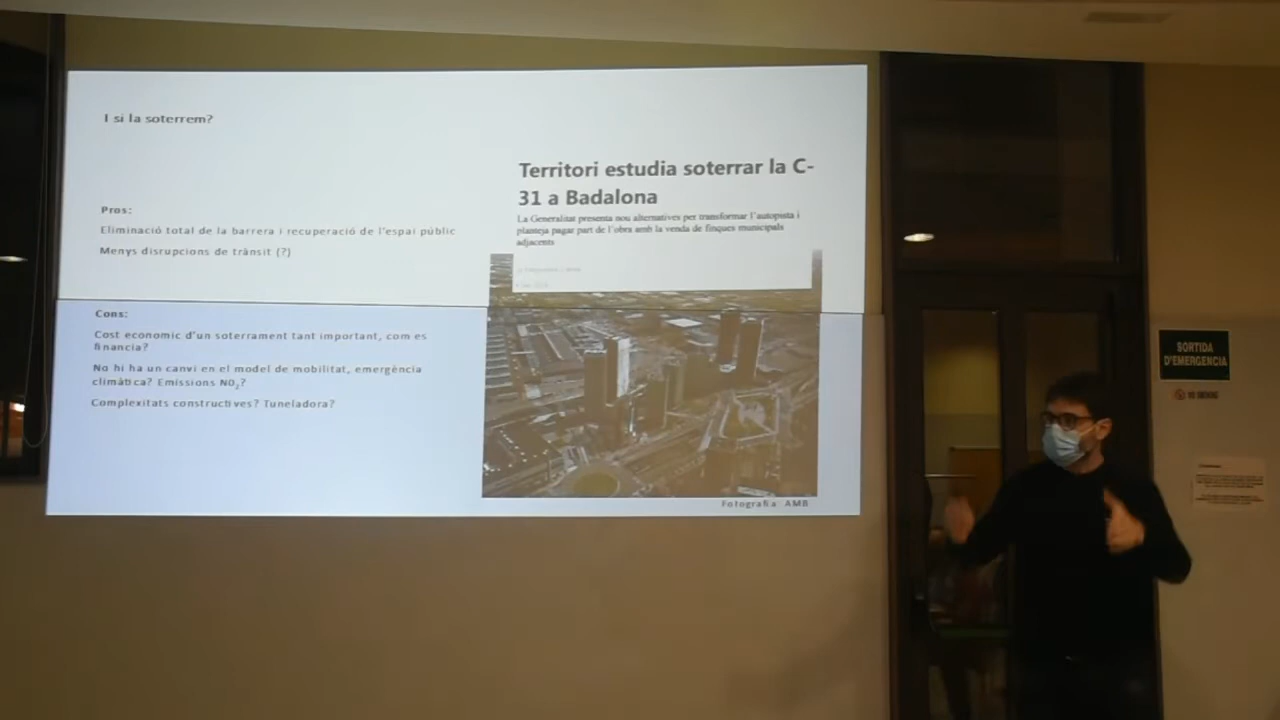 I si la soterrem?
Territori estudia soterrar la C-
31 a Badalona
La Generalitat presenta nou alternatives per transformar l'autopista i
planteja pagar part de l'obra amb la venda de finques municipals
adjacents
Pros:
Eliminació total de la barrera i recuperació de l'espai públic
Menys disrupcions de trànsit (?)
Cons:
Cost economic d'un soterrament tant important, com es
financia?
No hi ha un canvi en el model de mobilitat, emergència
climàtica? Emissions NO₂?
Complexitats constructives? Tuneladora?
Fotografia: AMB
SORTIDA
D'EMERGENCIA